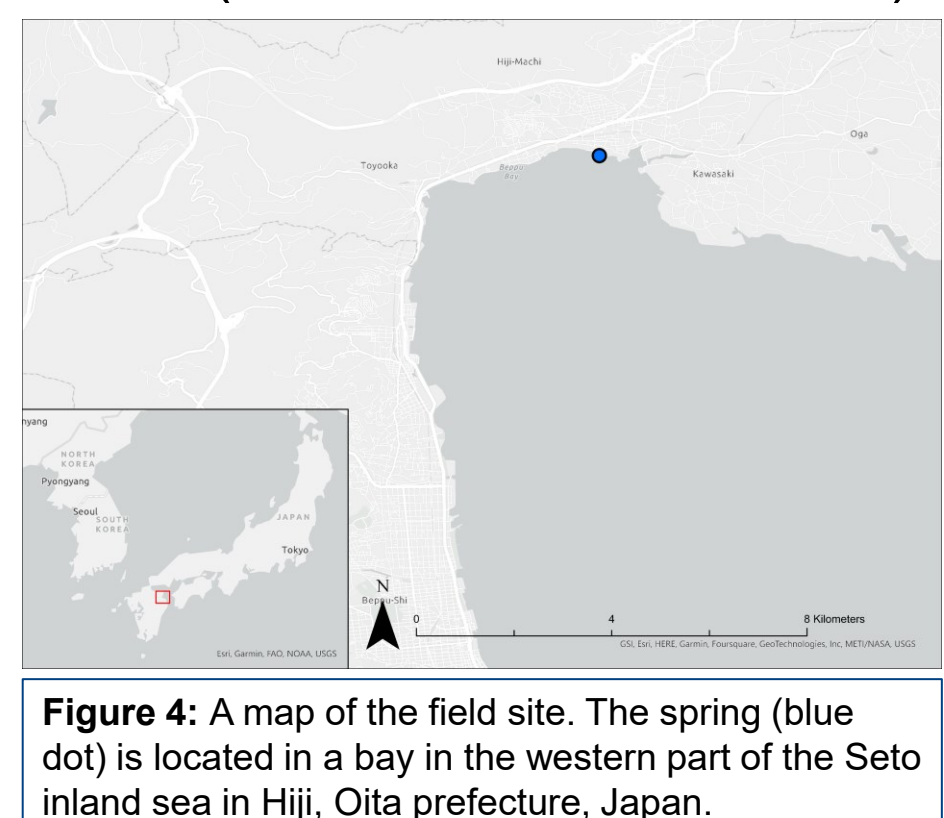 Hiji-Machi
Oga
Toyooka
Beppu
Bay
Kawasaki
nyang
NORTH
KOREA
Pyongyang
Seoul
SOUTH
KOREA
JAPAN
Tokyo
N
Beppu-Shi
0 4 8 Kilometers
GSI, Esri, HERE, Garmin, Foursquare, GeoTechnologies, Inc, METI/NASA, USGS
Esri, Garmin, FAO, NOAA, USGS
Figure 4: A map of the field site. The spring (blue
dot) is located in a bay in the western part of the Seto
inland sea in Hiji, Oita prefecture, Japan.